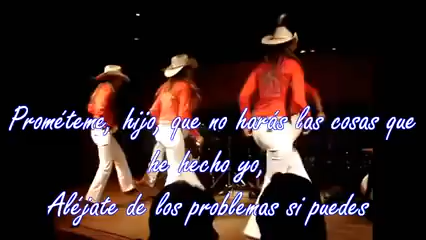 Prométeme, hijo, que no harás las cosas que
he hecho yo,
Aléjate de los problemas si puedes